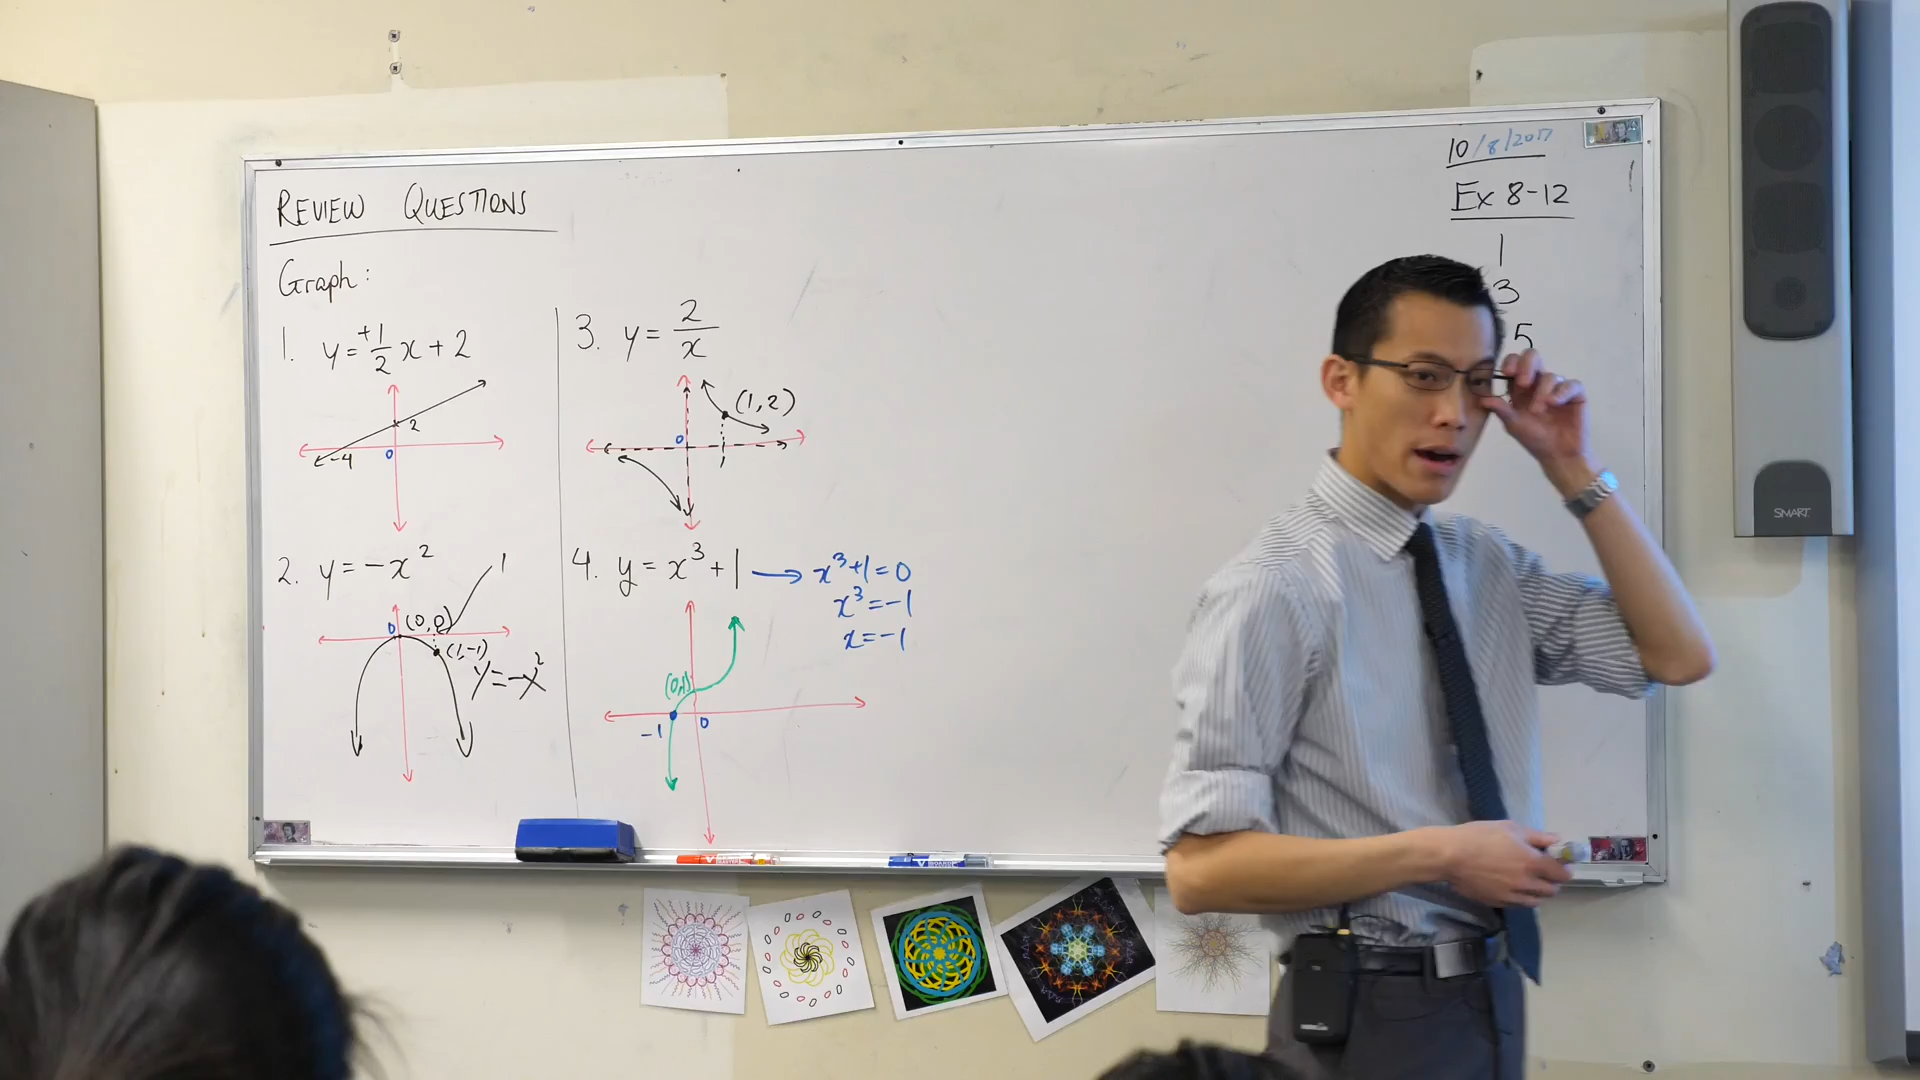 REVIEW QUESTIONS
Graph:
1. y = +1/2 x + 2
2
-4
0
2. y = -x²
1
0
(0,0)
(1,-1)
y = -x²
3. y = 2/x
(1,2)
0
1
4. y = x³ + 1 → x³+1=0
x³=-1
x=-1
(0,1)
-1
0
10/8/2017
Ex 8-12
1
3
5
SMART